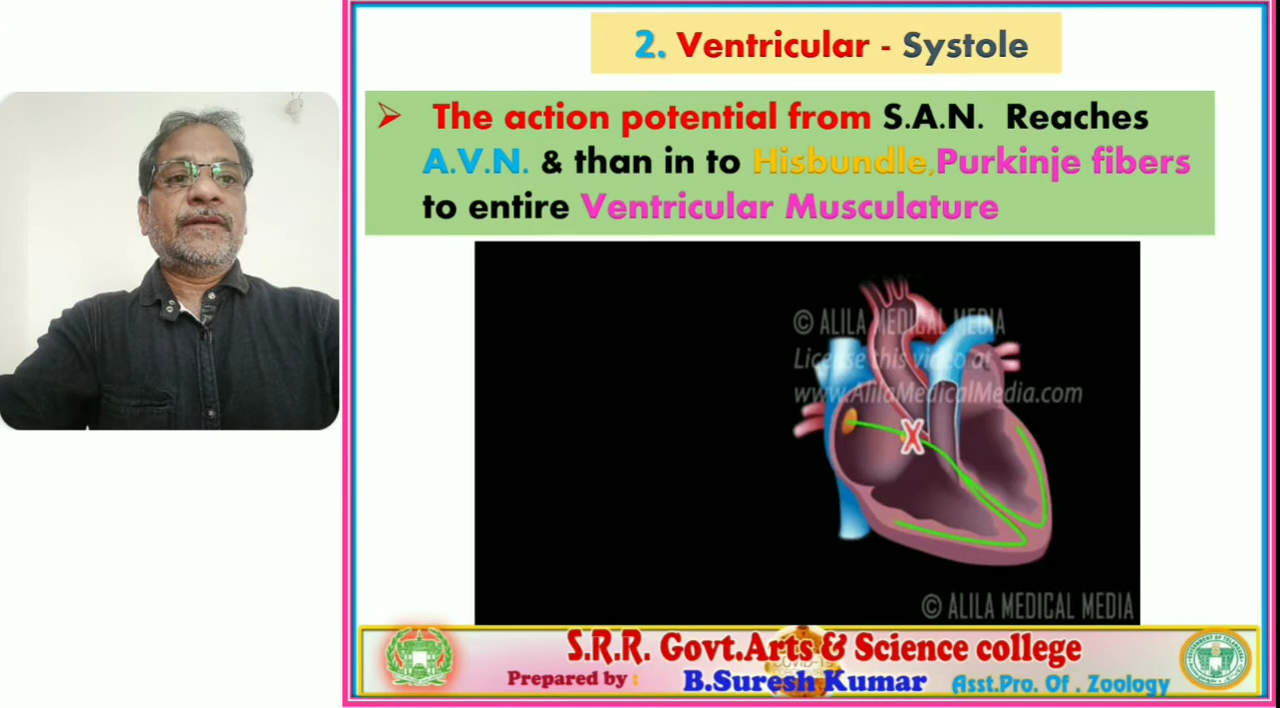 2. Ventricular - Systole
➢ The action potential from S.A.N. Reaches
A.V.N. & than in to Hisbundle,Purkinje fibers
to entire Ventricular Musculature
© ALILA MEDICAL MEDIA
License this video at
www.AlilaMedicalMedia.com
X
© ALILA MEDICAL MEDIA
S.R.R. Govt.Arts & Science college
COVID-19
Prepared by : B.Suresh Kumar Asst.Pro. Of . Zoology